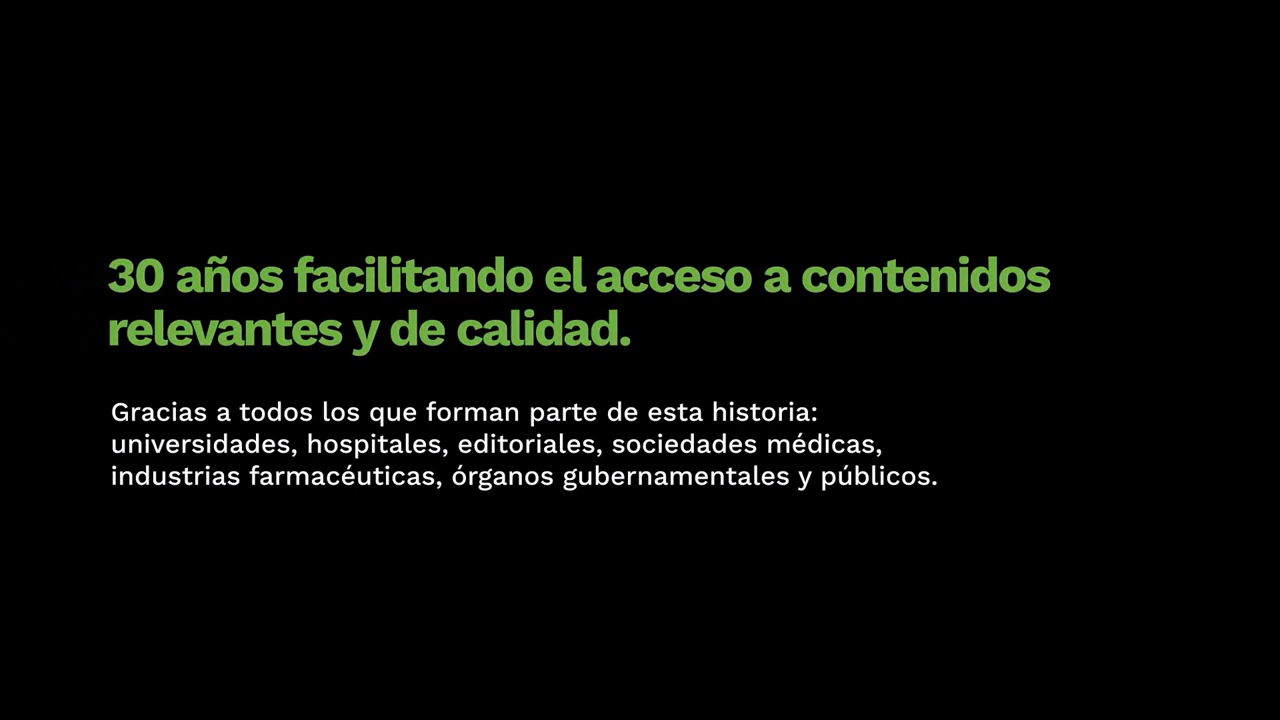 30 años facilitando el acceso a contenidos
relevantes y de calidad.
Gracias a todos los que forman parte de esta historia:
universidades, hospitales, editoriales, sociedades médicas,
industrias farmacéuticas, órganos gubernamentales y públicos.